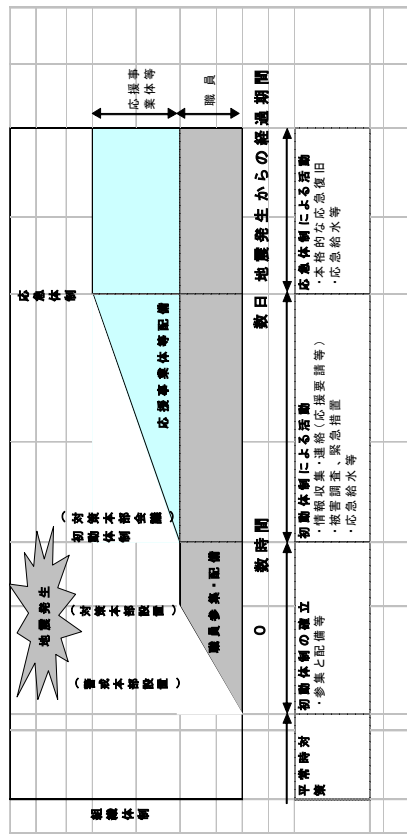 組織体制
地震発生
（警戒本部設置）
（対策本部設置）
初動体制
（対策本部会議）
応急体制
職員参集・配備
応援事業体等配備
応援事
業体等
職員
0
数時間
数日
地震発生からの経過期間
平常時対
策
初動体制の確立
・参集と配備等
初動体制による活動
・情報収集・連絡（応援要請等）
・被害調査、緊急措置
・応急給水等
応急体制による活動
・本格的な応急復旧
・応急給水等